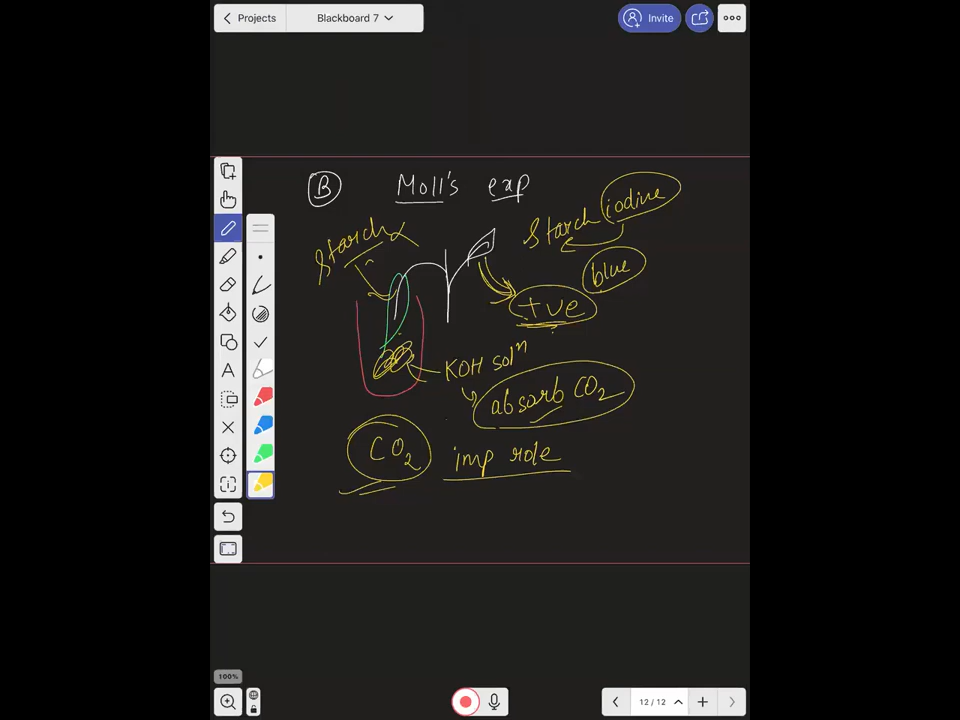 Projects
Blackboard 7
Invite
B Moll's exp
Starch iodine
Starch x
blue
+ve
KOH solⁿ
absorb CO₂
CO₂ imp role
A
100%
12 / 12